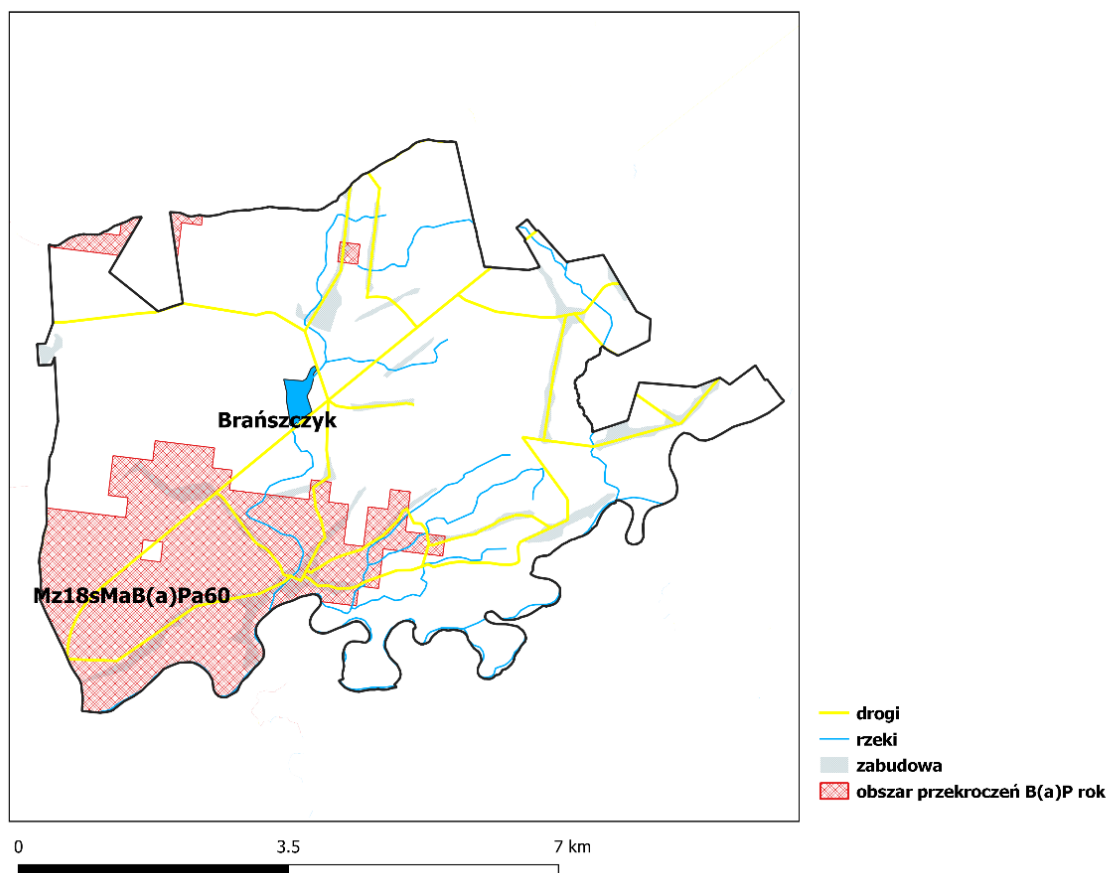 Brańszczyk
Mz18sMaB(a)Pa60
drogi
rzeki
zabudowa
obszar przekroczeń B(a)P rok
0 3.5 7 km